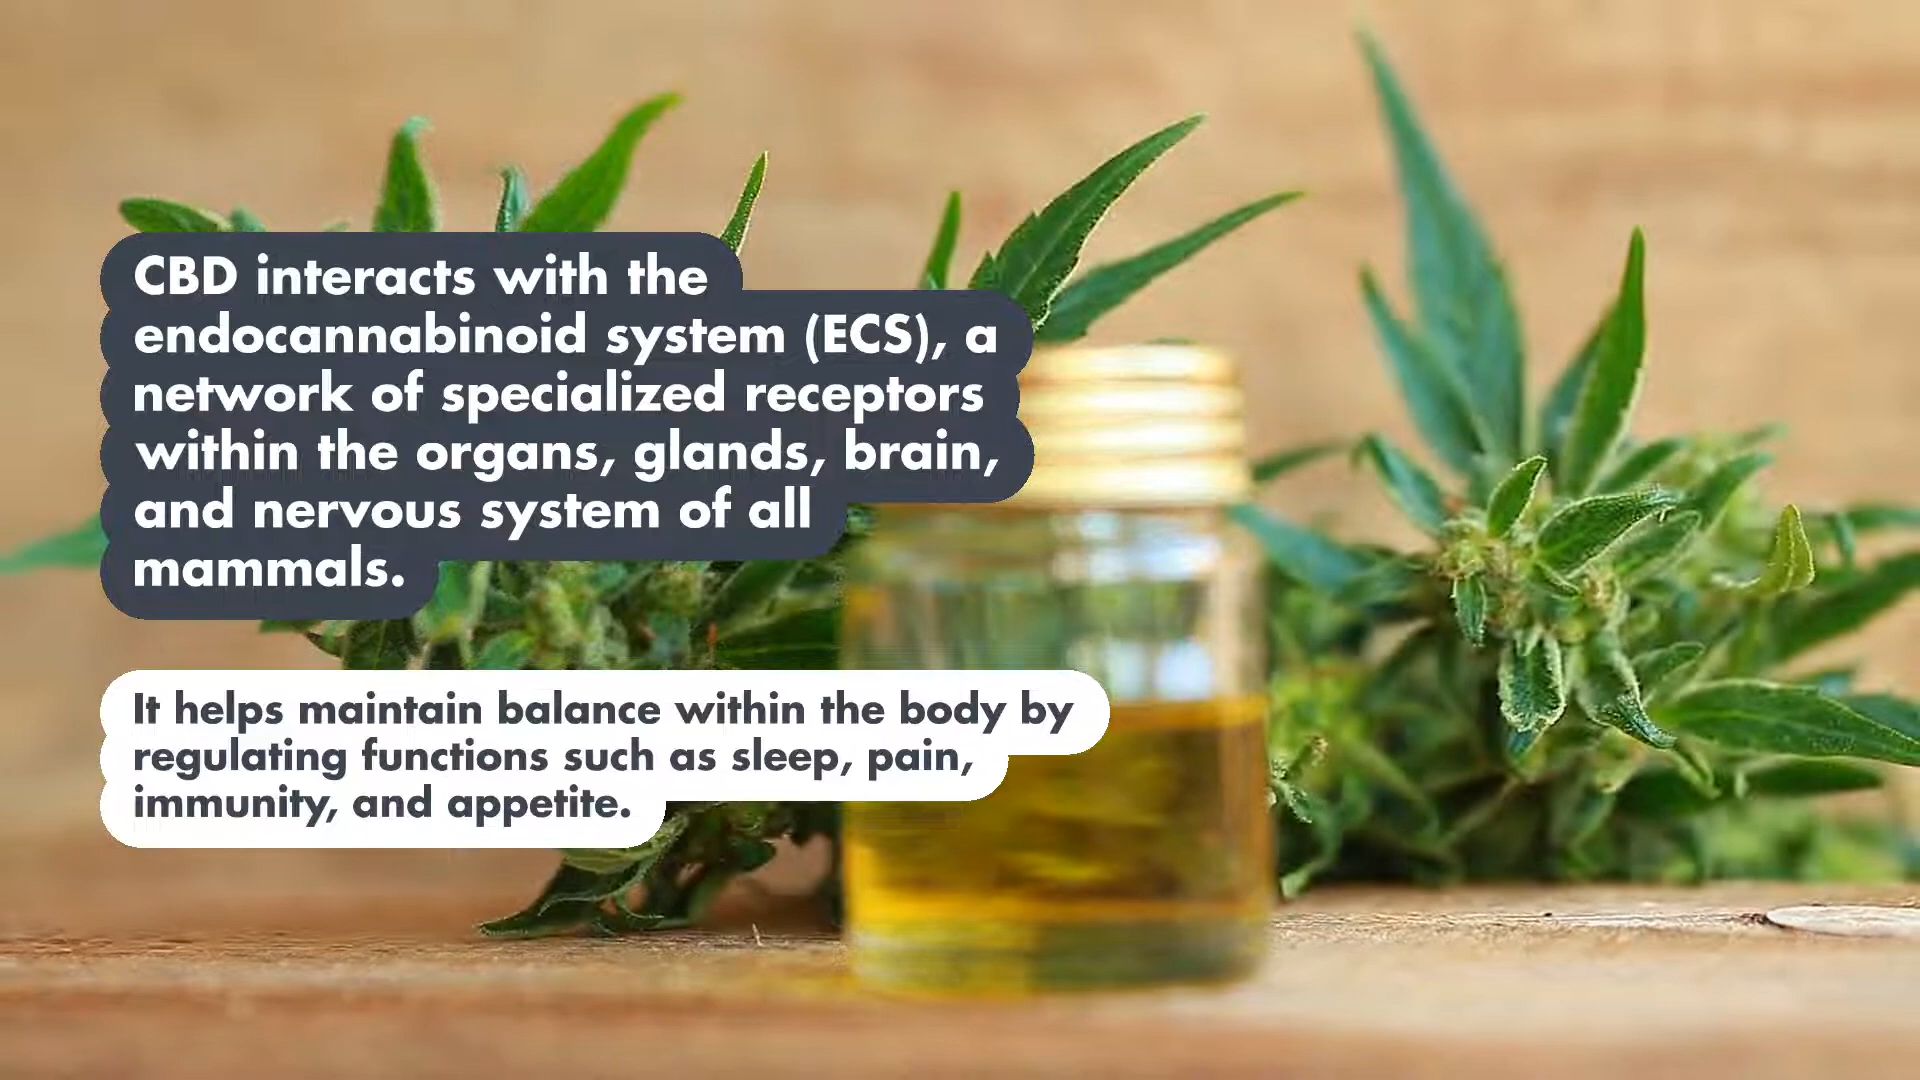 CBD interacts with the
endocannabinoid system (ECS), a
network of specialized receptors
within the organs, glands, brain,
and nervous system of all
mammals.
It helps maintain balance within the body by
regulating functions such as sleep, pain,
immunity, and appetite.